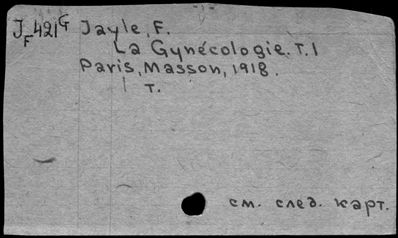 J F 421 G Jayle, F.
La Gynécologie. T. 1
Paris, Masson, 1918.
T.
см. след. карт.